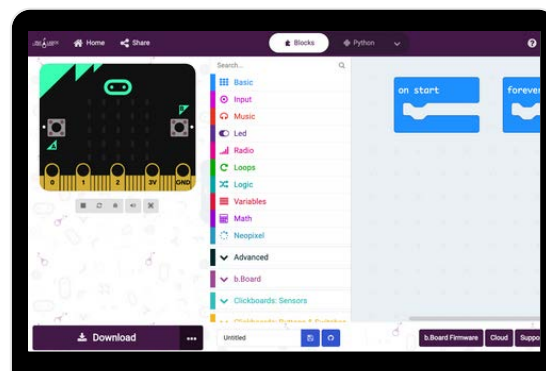 Home Share Blocks Python
Search...
Basic
Input
Music
Led
Radio
Loops
Logic
Variables
Math
Neopixel
Advanced
b.Board
Clickboards: Sensors
on start
forever
A
B
0 1 2 3V GND
Download ... Untitled
b.Board Firmware Cloud Suppo